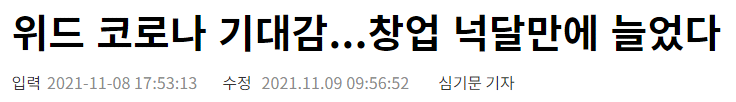 위드 코로나 기대감...창업 넉달만에 늘었다
입력 2021-11-08 17:53:13 수정 2021.11.09 09:56:52 심기문 기자